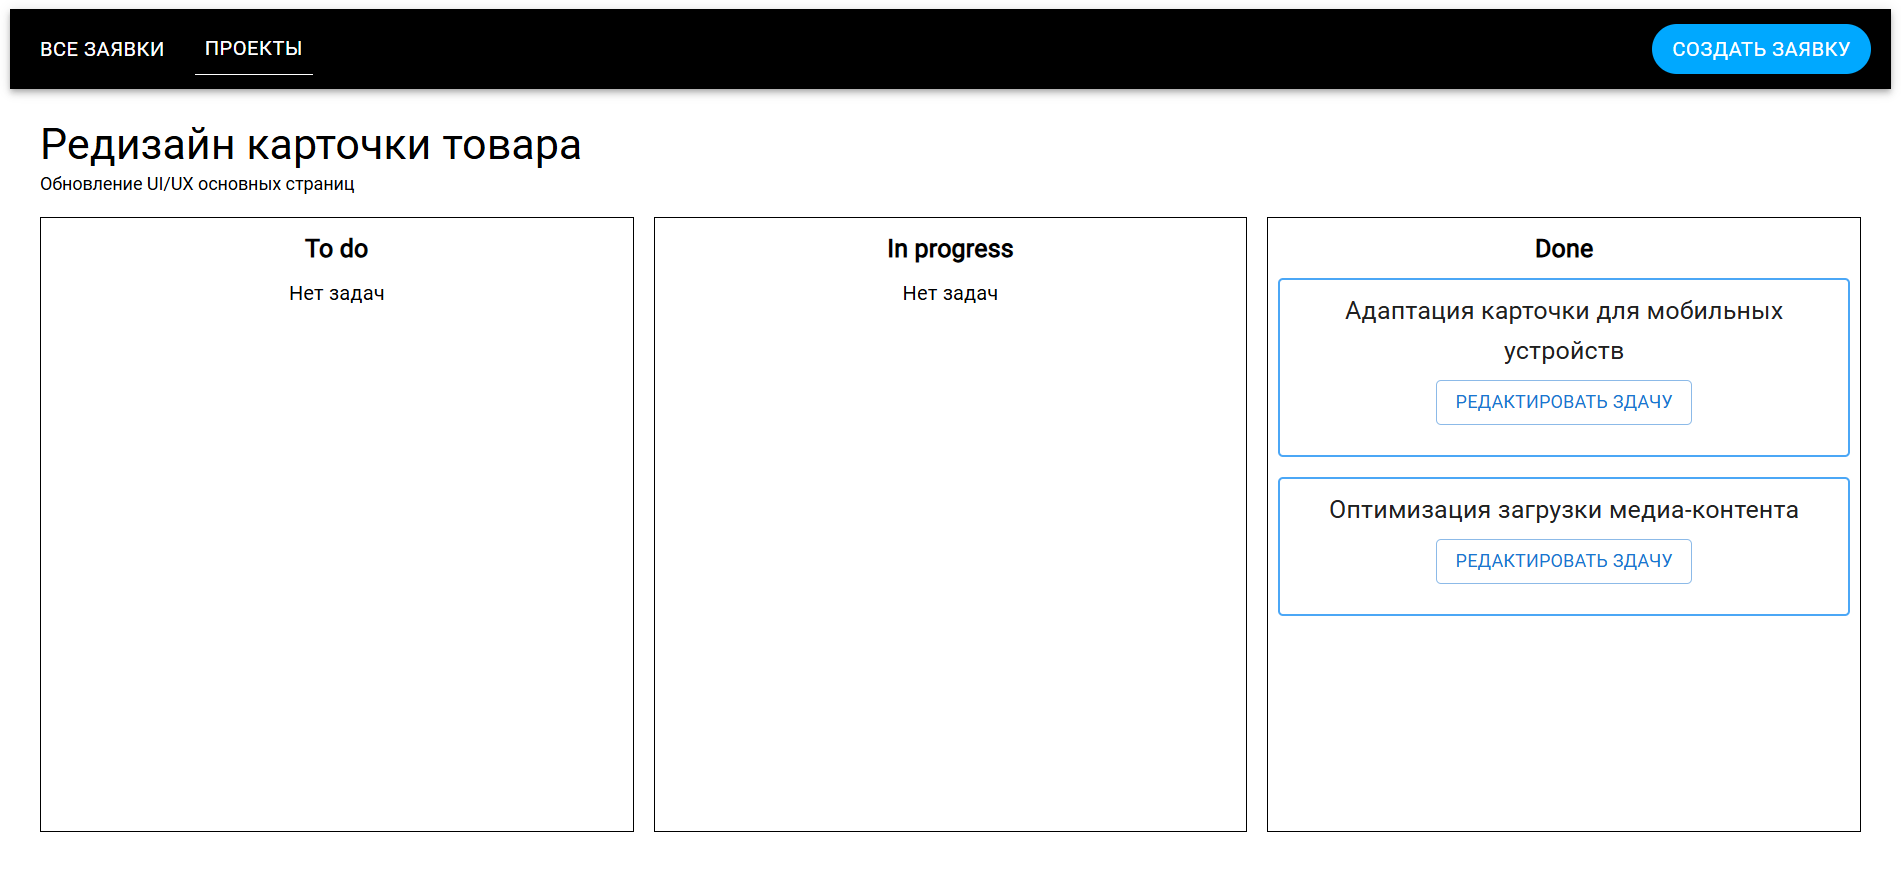 ВСЕ ЗАЯВКИ
ПРОЕКТЫ
СОЗДАТЬ ЗАЯВКУ
Редизайн карточки товара
Обновление UI/UX основных страниц
To do
Нет задач
In progress
Нет задач
Done
Адаптация карточки для мобильных
устройств
РЕДАКТИРОВАТЬ ЗДАЧУ
Оптимизация загрузки медиа-контента
РЕДАКТИРОВАТЬ ЗДАЧУ